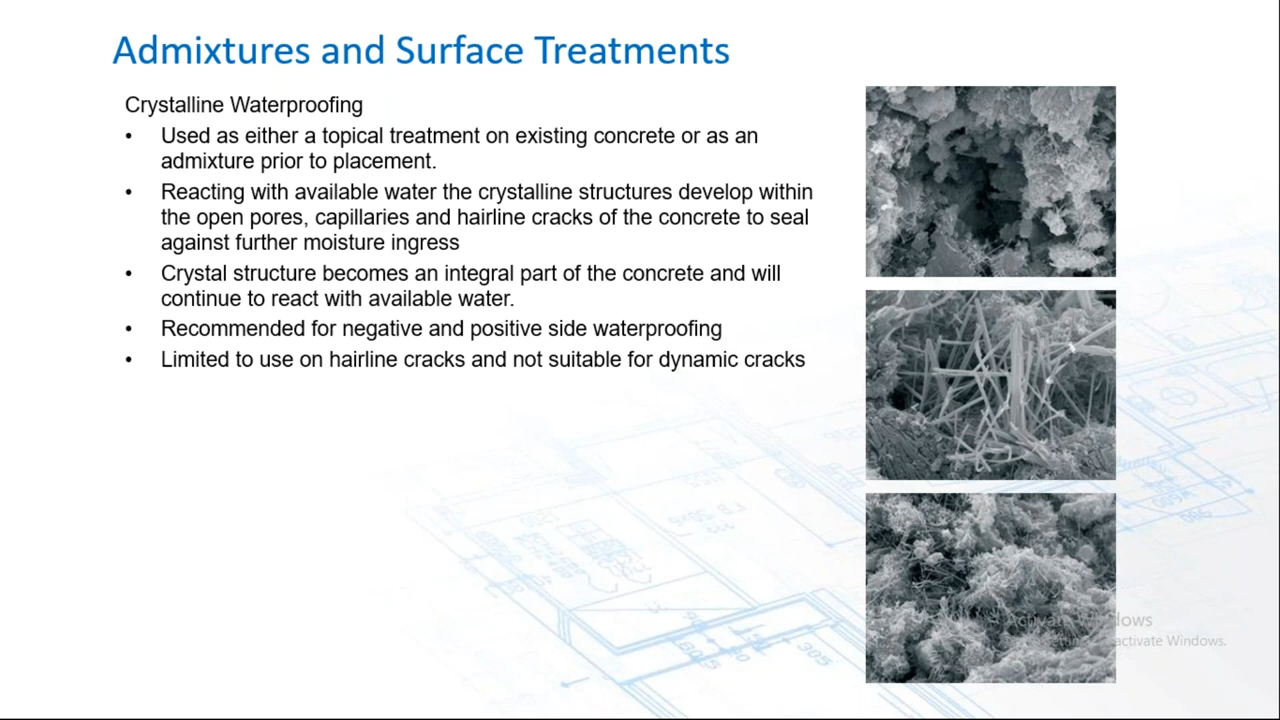 Admixtures and Surface Treatments
Crystalline Waterproofing
• Used as either a topical treatment on existing concrete or as an
admixture prior to placement.
• Reacting with available water the crystalline structures develop within
the open pores, capillaries and hairline cracks of the concrete to seal
against further moisture ingress
• Crystal structure becomes an integral part of the concrete and will
continue to react with available water.
• Recommended for negative and positive side waterproofing
• Limited to use on hairline cracks and not suitable for dynamic cracks
305
activate Windows.